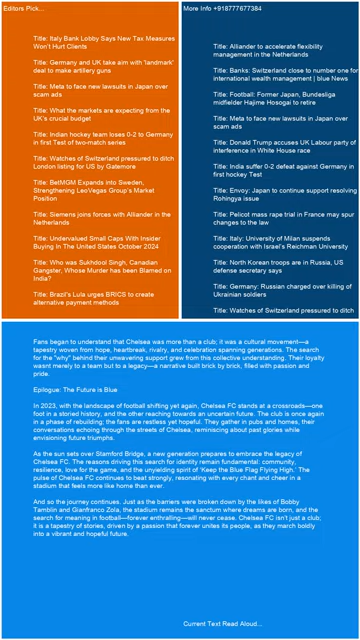 Editors Pick...
Title: Italy Bank Lobby Says New Tax Measures
Won't Hurt Clients
Title: Germany and UK take aim with 'landmark'
deal to make artillery guns
Title: Meta to face new lawsuits in Japan over
scam ads
Title: What the markets are expecting from the
UK's crucial budget
Title: Indian hockey team loses 0-2 to Germany
in first Test of two-match series
Title: Watches of Switzerland pressured to ditch
London listing for US by Gatemore
Title: BetMGM Expands into Sweden,
Strengthening LeoVegas Group's Market
Position
Title: Siemens joins forces with Alliander in the
Netherlands
Title: Undervalued Small Caps With Insider
Buying In The United States October 2024
Title: Who was Sukhdool Singh, Canadian
Gangster, Whose Murder has been Blamed on
India?
Title: Brazil's Lula urges BRICS to create
alternative payment methods
More Info +918777677384
Title: Alliander to accelerate flexibility
management in the Netherlands
Title: Banks: Switzerland close to number one for
international wealth management | blue News
Title: Football: Former Japan, Bundesliga
midfielder Hajime Hosogai to retire
Title: Meta to face new lawsuits in Japan over
scam ads
Title: Donald Trump accuses UK Labour party of
interference in White House race
Title: India suffer 0-2 defeat against Germany in
first hockey Test
Title: Envoy: Japan to continue support resolving
Rohingya issue
Title: Pelicot mass rape trial in France may spur
changes to the law
Title: Italy: University of Milan suspends
cooperation with Israel's Reichman University
Title: North Korean troops are in Russia, US
defense secretary says
Title: Germany: Russian charged over killing of
Ukrainian soldiers
Title: Watches of Switzerland pressured to ditch
Fans began to understand that Chelsea was more than a club; it was a cultural movement—a
tapestry woven from hope, heartbreak, rivalry, and celebration spanning generations. The search
for the "why" behind their unwavering support grew from this collective understanding. Their loyalty
wasnt merely to a team but to a legacy—a narrative built brick by brick, filled with passion and
pride.
Epilogue: The Future is Blue
In 2023, with the landscape of football shifting yet again, Chelsea FC stands at a crossroads—one
foot in a storied history, and the other reaching towards an uncertain future. The club is once again
in a phase of rebuilding; the fans are restless yet hopeful. They gather in pubs and homes, their
conversations echoing through the streets of Chelsea, reminiscing about past glories while
envisioning future triumphs.
As the sun sets over Stamford Bridge, a new generation prepares to embrace the legacy of
Chelsea FC. The reasons driving this search for identity remain fundamental: community,
resilience, love for the game, and the unyielding spirit of 'Keep the Blue Flag Flying High.' The
pulse of Chelsea FC continues to beat strongly, resonating with every chant and cheer in a
stadium that feels more like home than ever.
And so the journey continues. Just as the barriers were broken down by the likes of Bobby
Tamblin and Gianfranco Zola, the stadium remains the sanctum where dreams are born, and the
search for meaning in football—forever enthralling—will never cease. Chelsea FC isn't just a club;
it is a tapestry of stories, driven by a passion that forever unites its people, as they march boldly
into a vibrant and hopeful future.
Current Text Read Aloud...